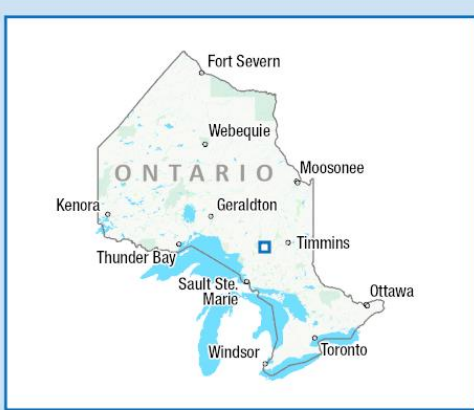 Fort Severn
Webequie
ONTARIO
Moosonee
Kenora
Geraldton
Timmins
Thunder Bay
Sault Ste.
Marie
Ottawa
Windsor
Toronto